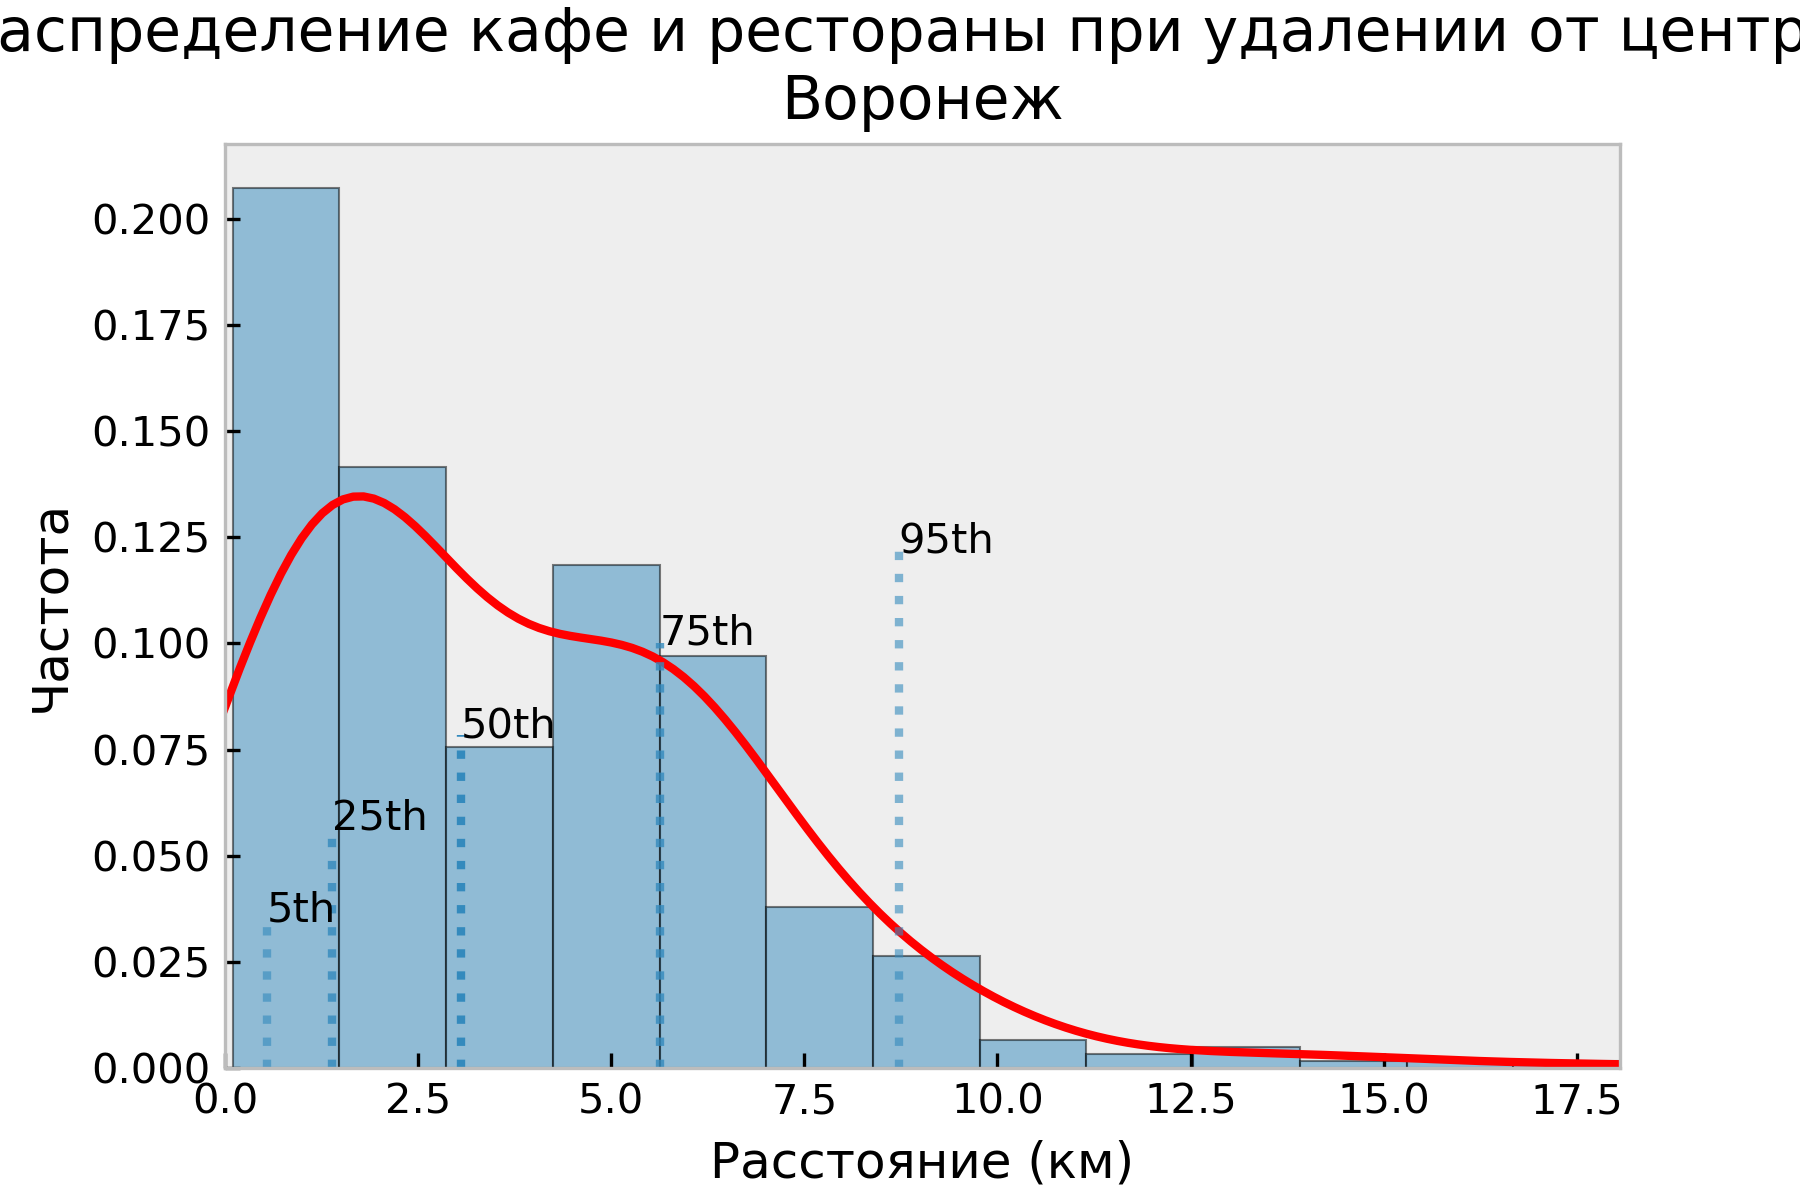 аспределение кафе и рестораны при удалении от центр
Воронеж
0.200
0.175
0.150
0.125
0.100
0.075
0.050
0.025
0.000
Частота
95th
75th
50th
25th
5th
0.0 2.5 5.0 7.5 10.0 12.5 15.0 17.5
Расстояние (км)